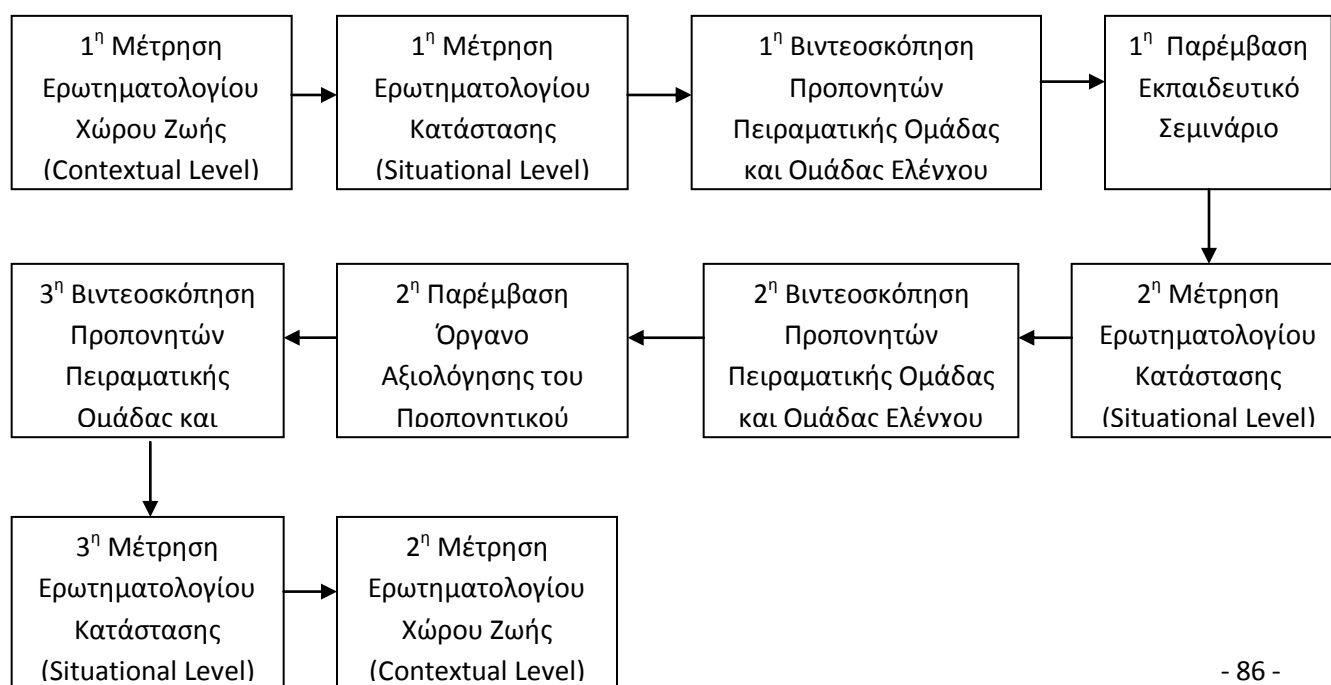 1η Μέτρηση
Ερωτηματολογίου
Χώρου Ζωής
(Contextual Level)
1η Μέτρηση
Ερωτηματολογίου
Κατάστασης
(Situational Level)
1η Βιντεοσκόπηση
Προπονητών
Πειραματικής Ομάδας
και Ομάδας Ελέγχου
1η Παρέμβαση
Εκπαιδευτικό
Σεμινάριο
2η Μέτρηση
Ερωτηματολογίου
Κατάστασης
(Situational Level)
2η Βιντεοσκόπηση
Προπονητών
Πειραματικής Ομάδας
και Ομάδας Ελέγχου
2η Παρέμβαση
Όργανο
Αξιολόγησης του
Προπονητικού
3η Βιντεοσκόπηση
Προπονητών
Πειραματικής
Ομάδας και
3η Μέτρηση
Ερωτηματολογίου
Κατάστασης
(Situational Level)
2η Μέτρηση
Ερωτηματολογίου
Χώρου Ζωής
(Contextual Level)
- 86 -